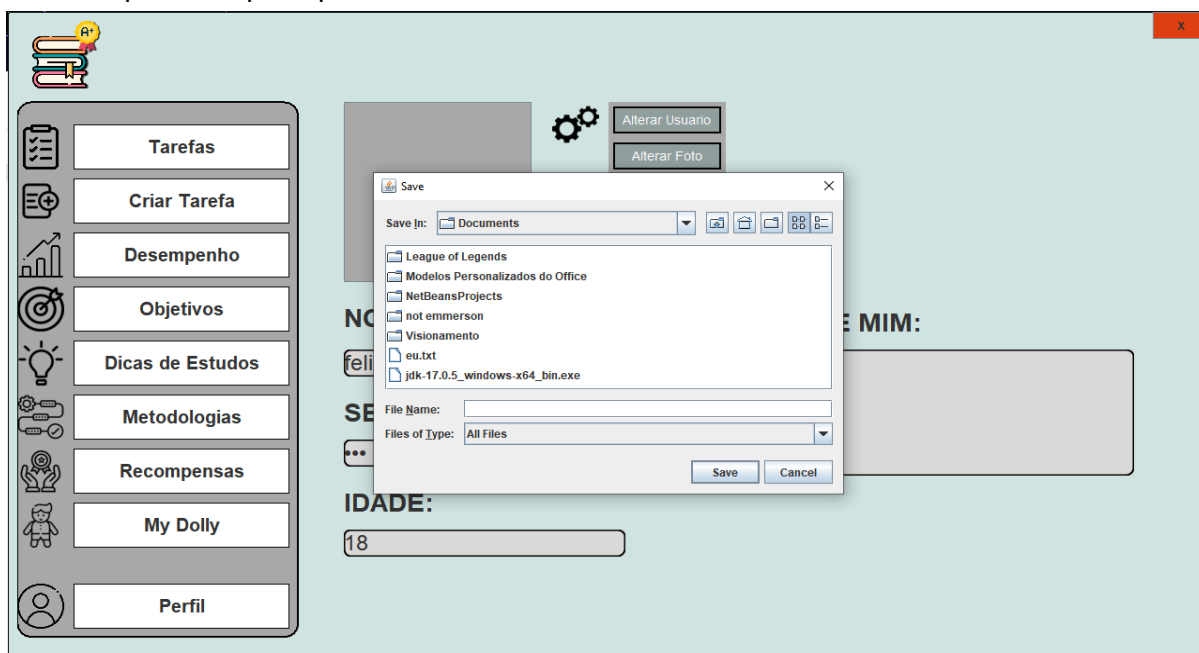 A+
X
Tarefas
Criar Tarefa
Desempenho
Objetivos
Dicas de Estudos
Metodologias
Recompensas
My Dolly
Perfil
Alterar Usuario
Alterar Foto
Save
Save In: Documents
League of Legends
Modelos Personalizados do Office
NetBeansProjects
not emmerson
Visionamento
eu.txt
jdk-17.0.5_windows-x64_bin.exe
File Name:
Files of Type: All Files
Save Cancel
MIM:
feli
•••
IDADE:
18